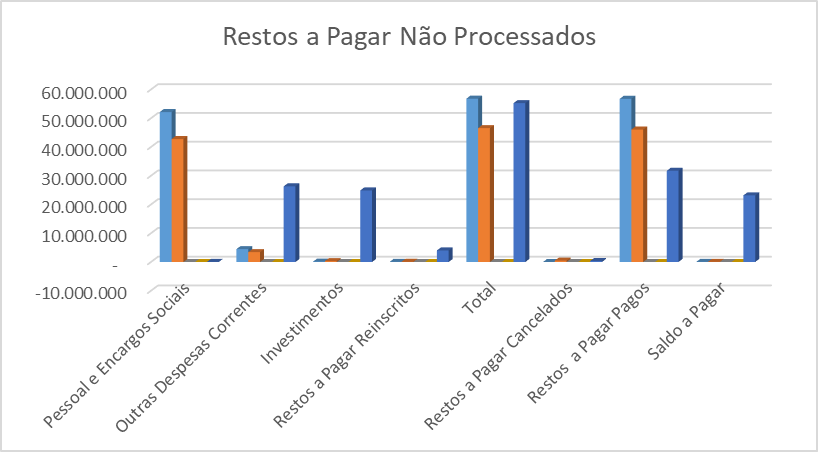 Restos a Pagar Não Processados
60.000.000
50.000.000
40.000.000
30.000.000
20.000.000
10.000.000
-
-10.000.000
Pessoal e Encargos Sociais
Outras Despesas Correntes
Investimentos
Restos a Pagar Reinscritos
Total
Restos a Pagar Cancelados
Restos  a Pagar Pagos
Saldo a Pagar